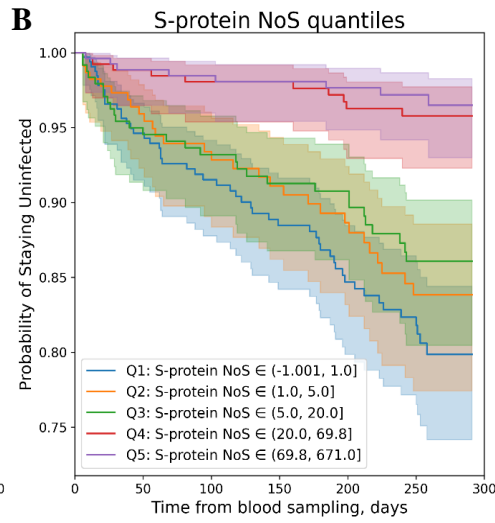 B
S-protein NoS quantiles
Probability of Staying Uninfected
1.00
0.95
0.90
0.85
0.80
0.75
Q1: S-protein NoS ∈ (-1.001, 1.0]
Q2: S-protein NoS ∈ (1.0, 5.0]
Q3: S-protein NoS ∈ (5.0, 20.0]
Q4: S-protein NoS ∈ (20.0, 69.8]
Q5: S-protein NoS ∈ (69.8, 671.0]
0 50 100 150 200 250 300
Time from blood sampling, days